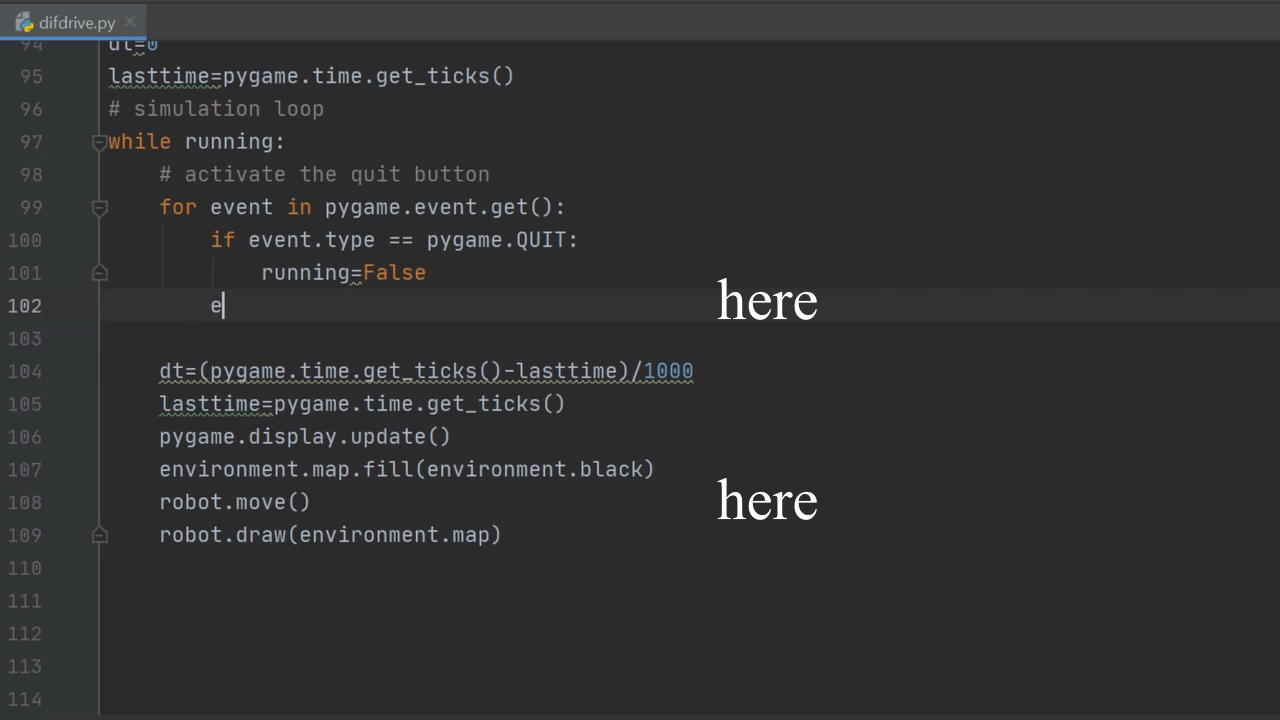 difdrive.py
94 dt=0
95 lasttime=pygame.time.get_ticks()
96 # simulation loop
97 while running:
98 # activate the quit button
99 for event in pygame.event.get():
100 if event.type == pygame.QUIT:
101 running=False
102 e here
103
104 dt=(pygame.time.get_ticks()-lasttime)/1000
105 lasttime=pygame.time.get_ticks()
106 pygame.display.update()
107 environment.map.fill(environment.black)
108 robot.move() here
109 robot.draw(environment.map)
110
111
112
113
114